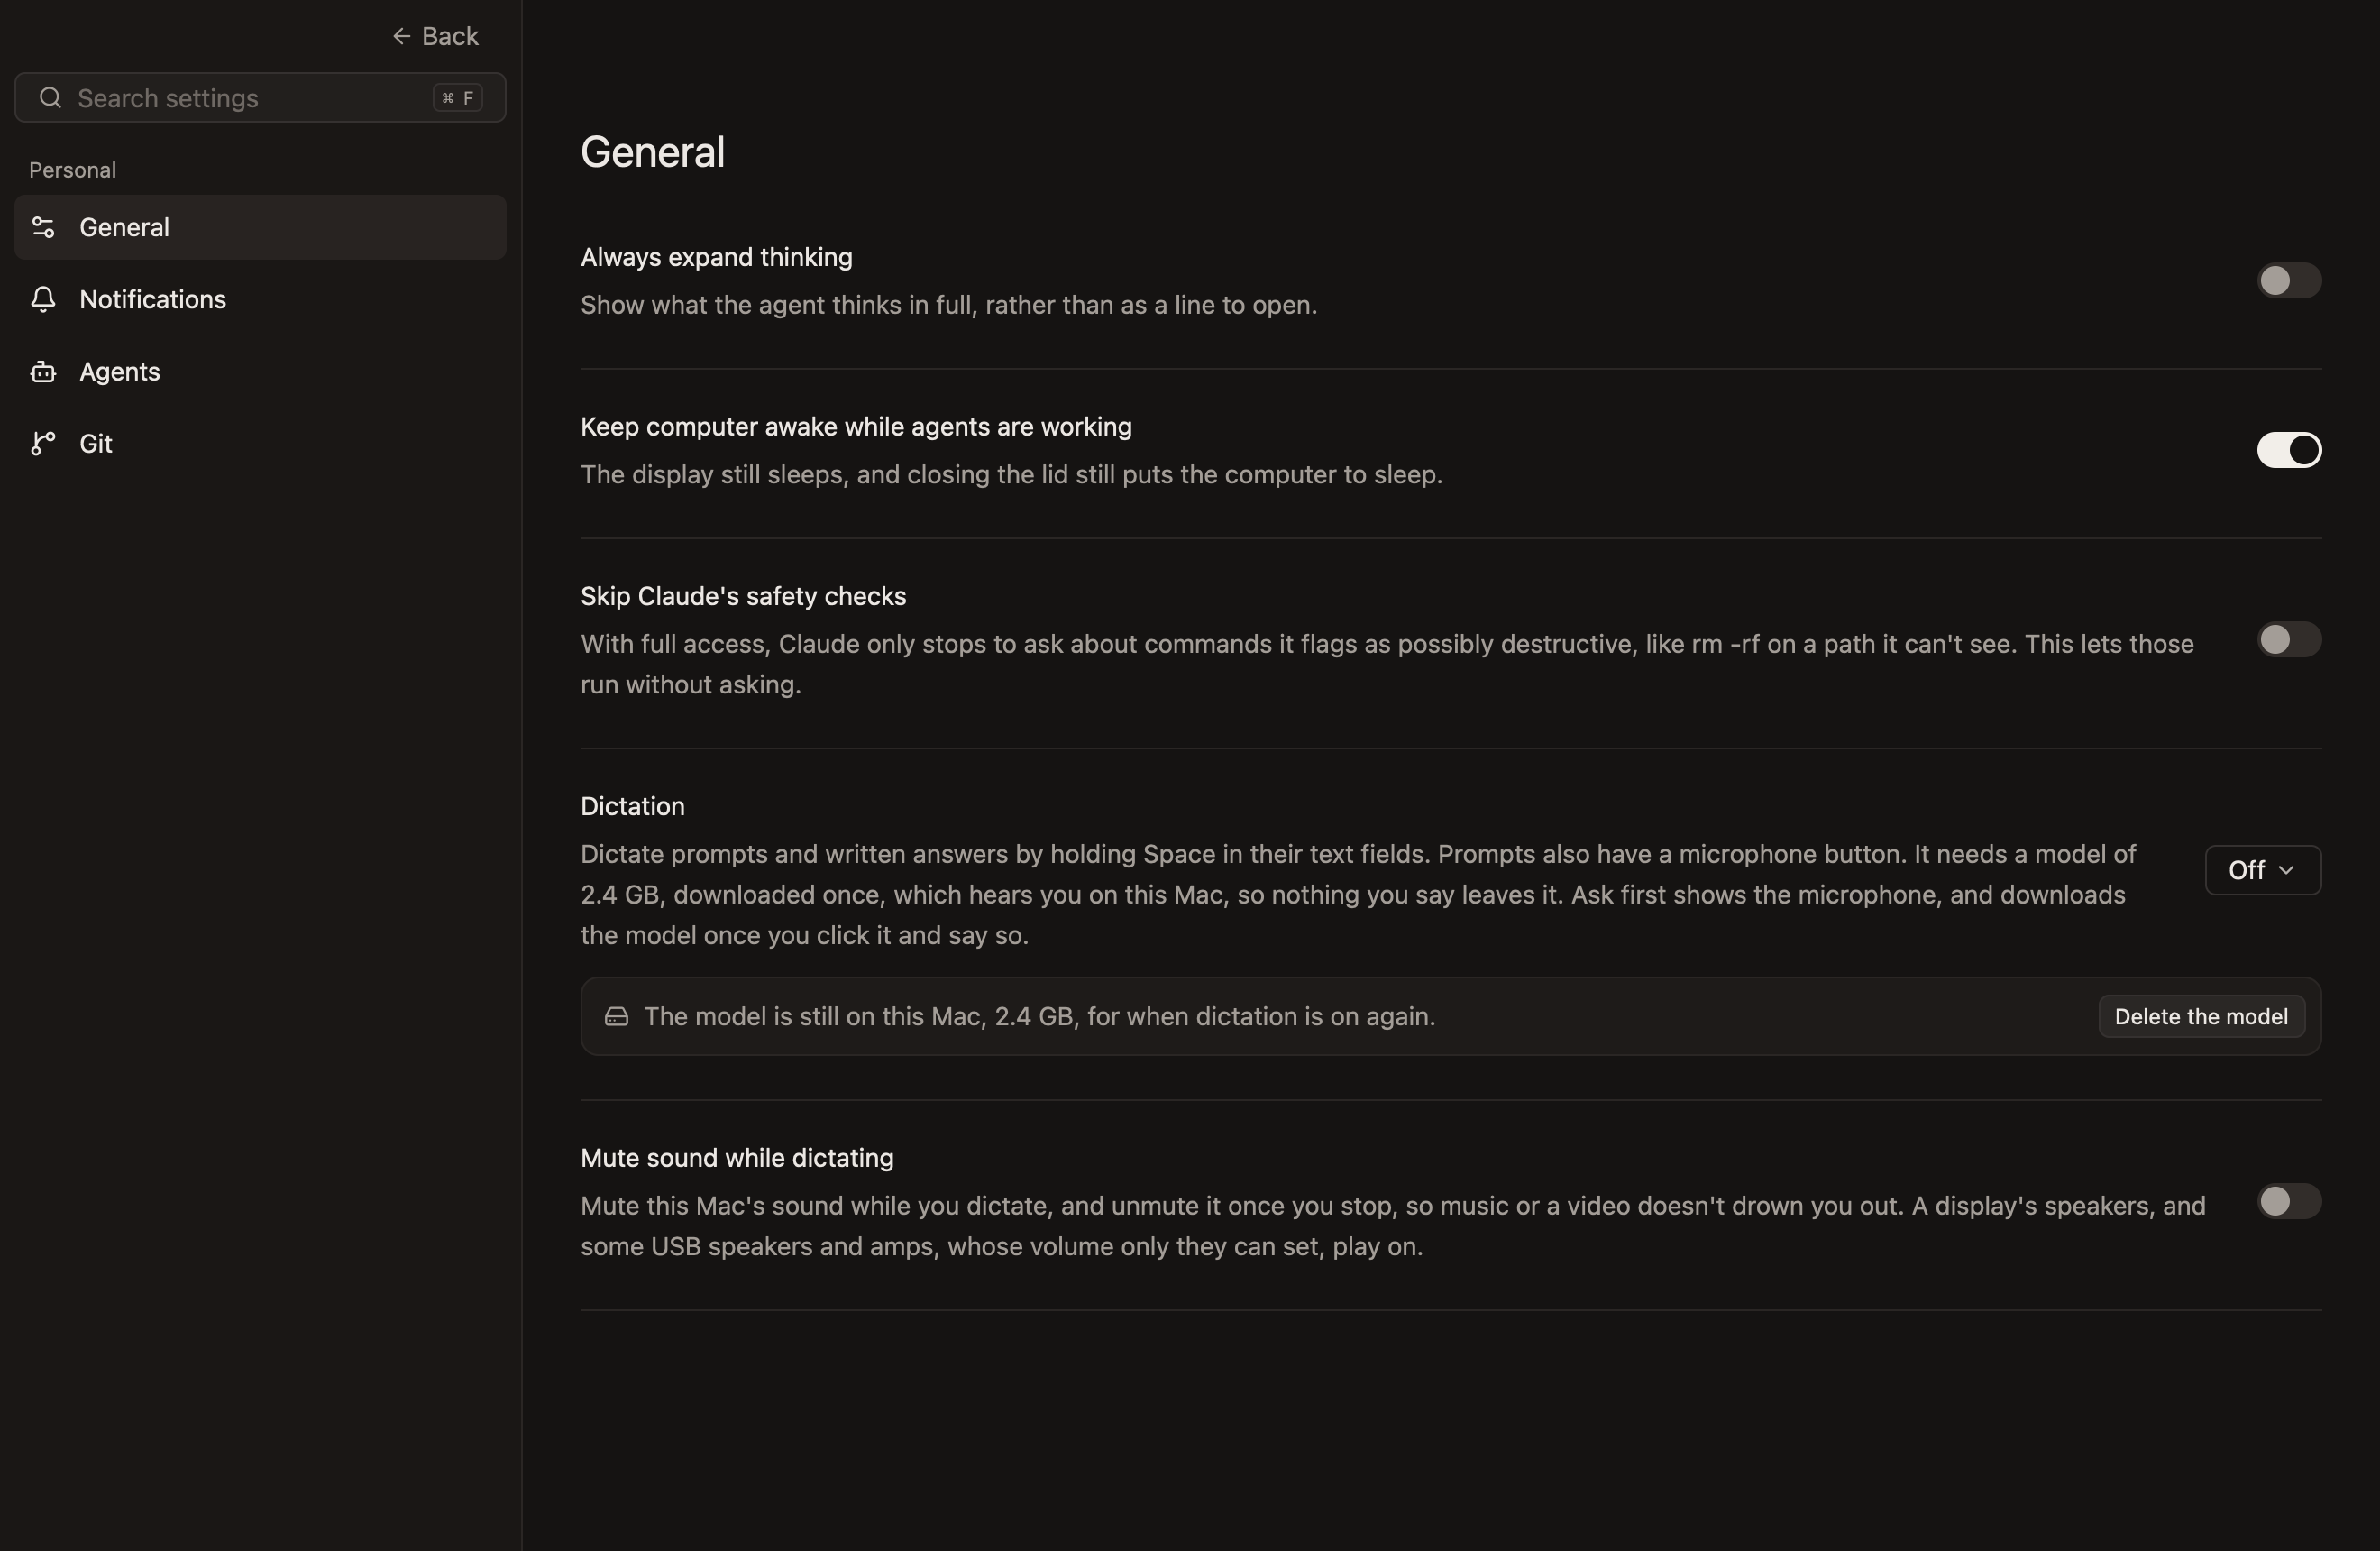 Back
Search settings
⌘ F
Personal
General
Notifications
Agents
Git
General
Always expand thinking
Show what the agent thinks in full, rather than as a line to open.
Keep computer awake while agents are working
The display still sleeps, and closing the lid still puts the computer to sleep.
Skip Claude's safety checks
With full access, Claude only stops to ask about commands it flags as possibly destructive, like rm -rf on a path it can't see. This lets those
run without asking.
Dictation
Dictate prompts and written answers by holding Space in their text fields. Prompts also have a microphone button. It needs a model of
2.4 GB, downloaded once, which hears you on this Mac, so nothing you say leaves it. Ask first shows the microphone, and downloads
the model once you click it and say so.
Off
The model is still on this Mac, 2.4 GB, for when dictation is on again.
Delete the model
Mute sound while dictating
Mute this Mac's sound while you dictate, and unmute it once you stop, so music or a video doesn't drown you out. A display's speakers, and
some USB speakers and amps, whose volume only they can set, play on.